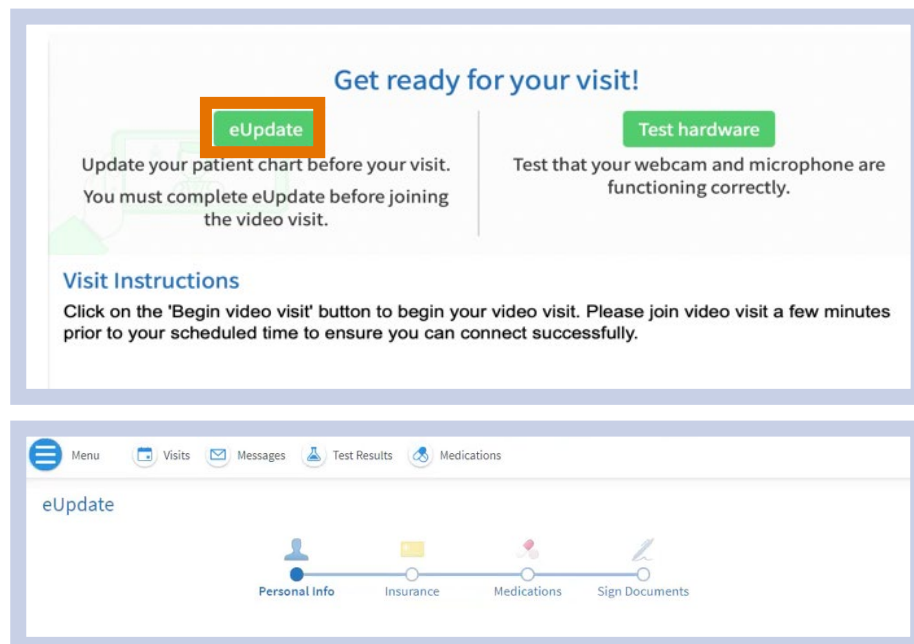 Get ready for your visit!
eUpdate
Update your patient chart before your visit.
You must complete eUpdate before joining
the video visit.
Test hardware
Test that your webcam and microphone are
functioning correctly.
Visit Instructions
Click on the 'Begin video visit' button to begin your video visit. Please join video visit a few minutes
prior to your scheduled time to ensure you can connect successfully.
Menu Visits Messages Test Results Medications
eUpdate
Personal Info Insurance Medications Sign Documents